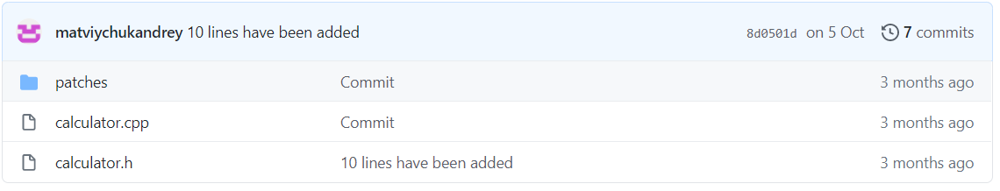 matviychukandrey 10 lines have been added 8d0501d on 5 Oct 7 commits
patches Commit 3 months ago
calculator.cpp Commit 3 months ago
calculator.h 10 lines have been added 3 months ago